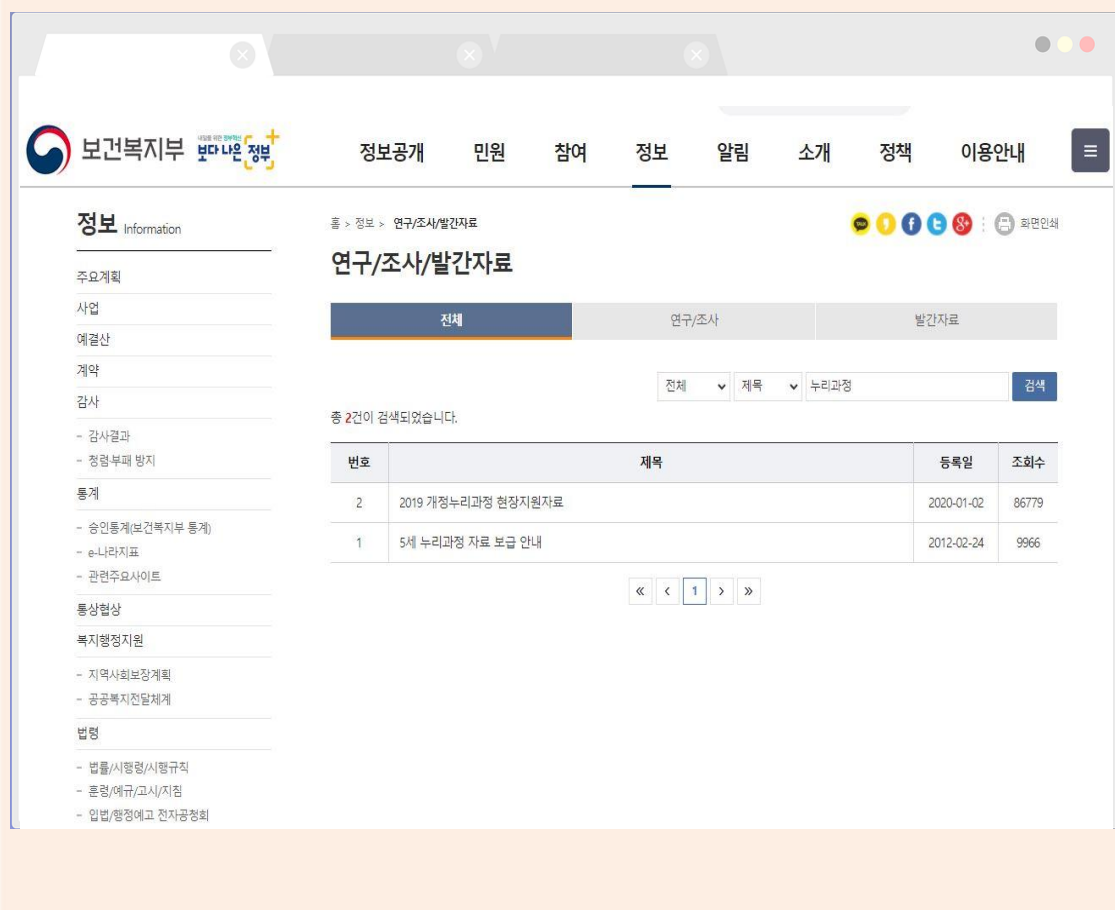 보건복지부 내일을 위한 정부혁신 보다나은 정부
정보공개 민원 참여 정보 알림 소개 정책 이용안내
정보 Information
주요계획
사업
예결산
계약
감사
- 감사결과
- 청렴·부패 방지
통계
- 승인통계(보건복지부 통계)
- e-나라지표
- 관련주요사이트
통상협상
복지행정지원
- 지역사회보장계획
- 공공복지전달체계
법령
- 법률/시행령/시행규칙
- 훈령/예규/고시/지침
- 입법/행정예고 전자공청회
홈 > 정보 > 연구/조사/발간자료
TALK f t g+ 화면인쇄
연구/조사/발간자료
전체 연구/조사 발간자료
전체 제목 누리과정 검색
총 2건이 검색되었습니다.
번호 제목 등록일 조회수
2 2019 개정누리과정 현장지원자료 2020-01-02 86779
1 5세 누리과정 자료 보급 안내 2012-02-24 9966
« < 1 > »